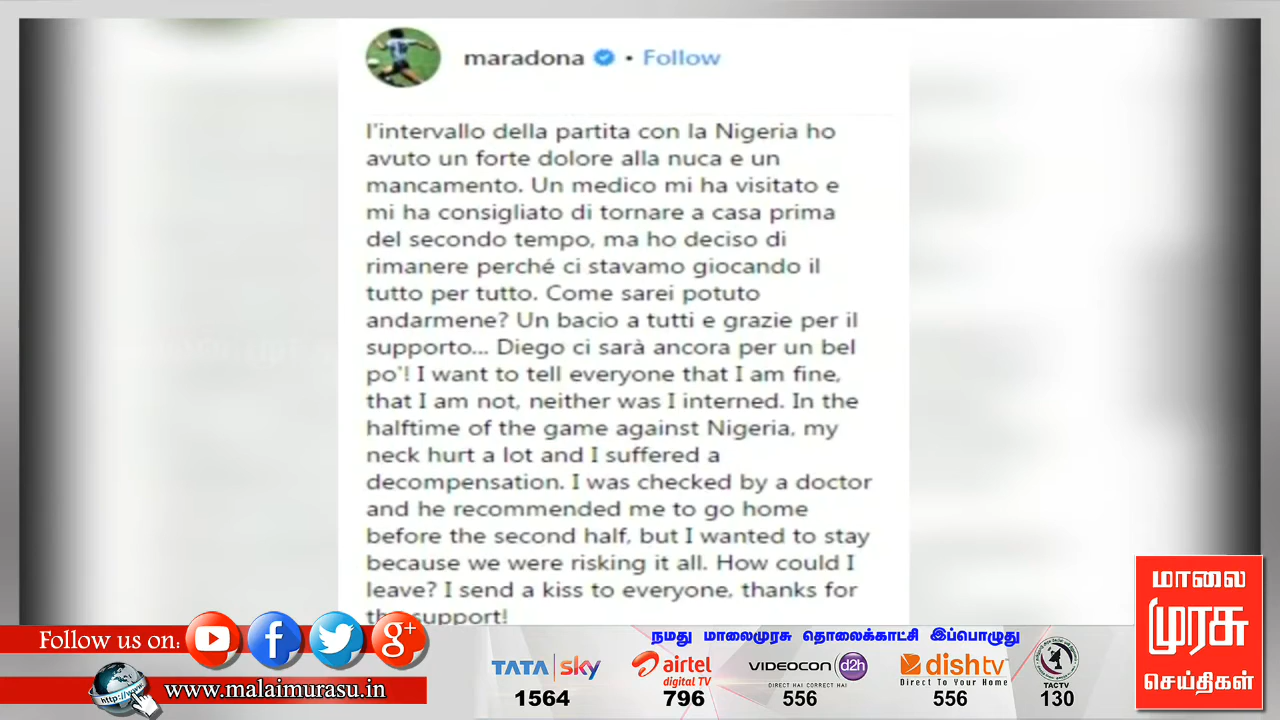 maradona • Follow
l'intervallo della partita con la Nigeria ho
avuto un forte dolore alla nuca e un
mancamento. Un medico mi ha visitato e
mi ha consigliato di tornare a casa prima
del secondo tempo, ma ho deciso di
rimanere perché ci stavamo giocando il
tutto per tutto. Come sarei potuto
andarmene? Un bacio a tutti e grazie per il
supporto... Diego ci sarà ancora per un bel
po'! I want to tell everyone that I am fine,
that I am not, neither was I interned. In the
halftime of the game against Nigeria, my
neck hurt a lot and I suffered a
decompensation. I was checked by a doctor
and he recommended me to go home
before the second half, but I wanted to stay
because we were risking it all. How could I
leave? I send a kiss to everyone, thanks for
the support!
மாலை
முரசு
செய்திகள்
Follow us on:
g+
http://www
www.malaimurasu.in
நமது மாலைமுரசு தொலைக்காட்சி இப்பொழுது
TATA sky
1564
airtel
digital TV
796
VIDEOCON d2h
DIRECT HAI CORRECT HAI
556
dishtv
Direct To Your Home
556
TACTV
130